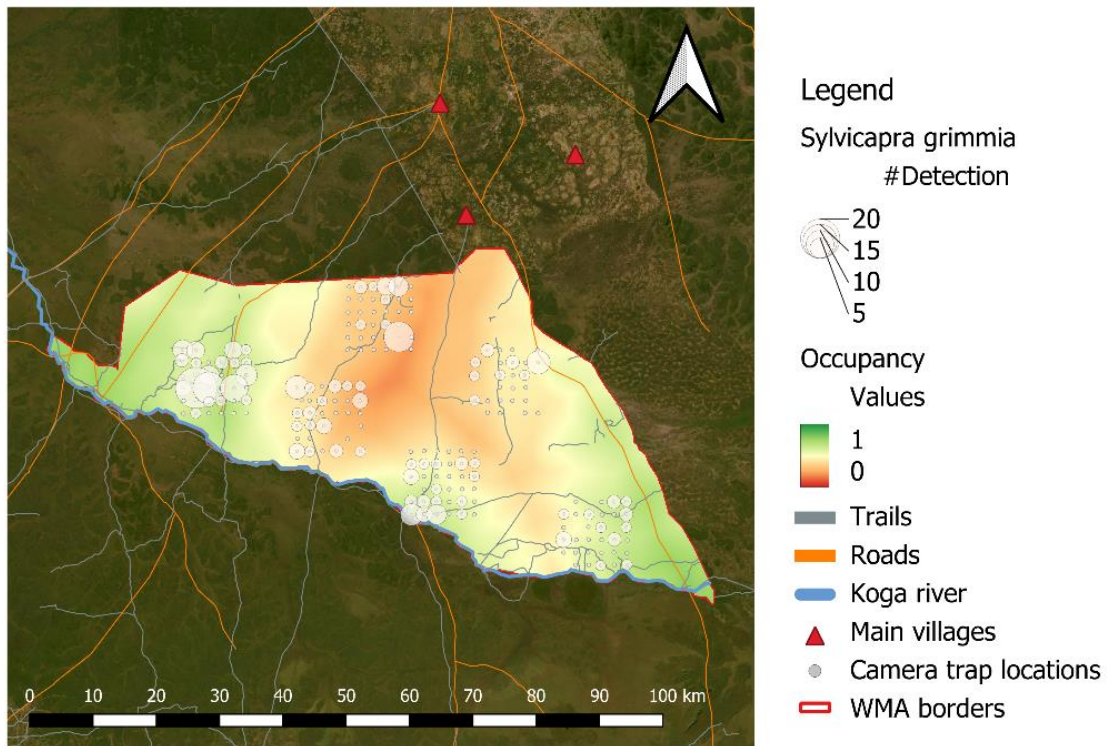 Legend
Sylvicapra grimmia
#Detection
20
15
10
5
Occupancy
Values
1
0
Trails
Roads
Koga river
Main villages
Camera trap locations
WMA borders
0 10 20 30 40 50 60 70 80 90 100 km